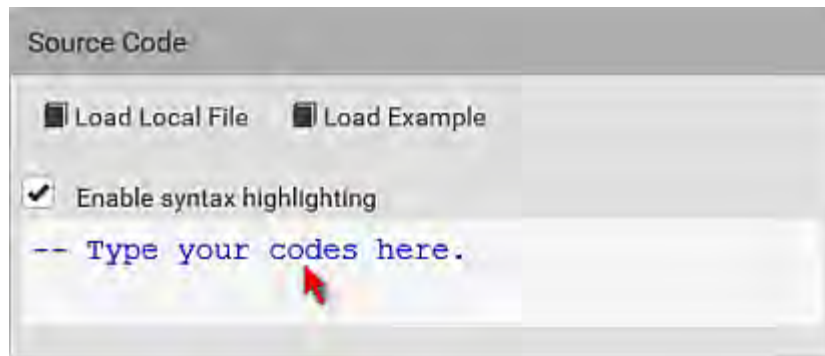 Source Code
Load Local File Load Example
Enable syntax highlighting
-- Type your codes here.